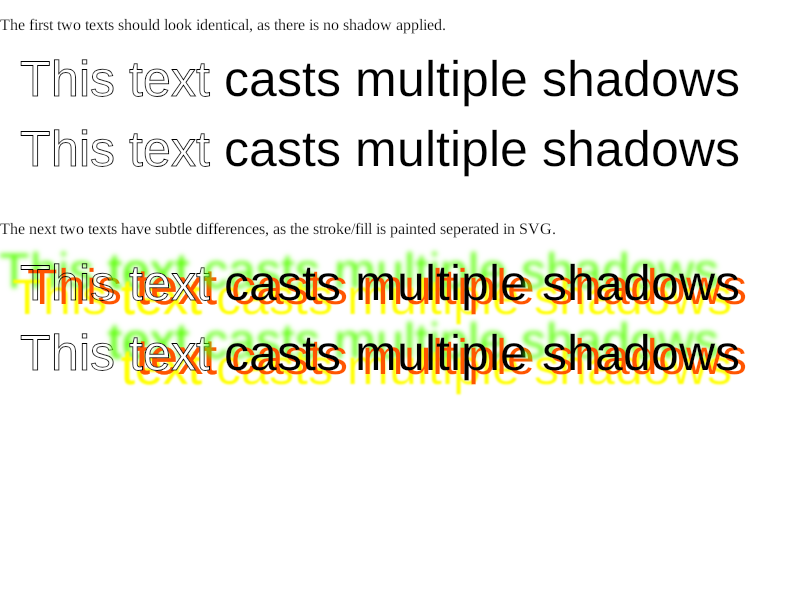 The first two texts should look identical, as there is no shadow applied.
This text casts multiple shadows
This text casts multiple shadows
The next two texts have subtle differences, as the stroke/fill is painted seperated in SVG.
This text casts multiple shadows
This text casts multiple shadows